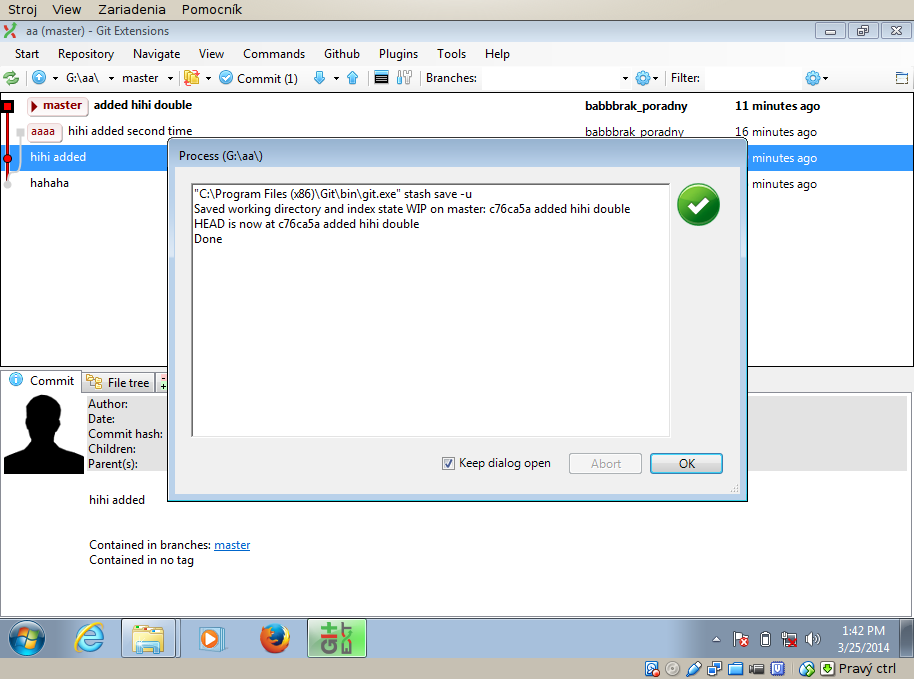 Stroj View Zariadenia Pomocník
aa (master) - Git Extensions
Start Repository Navigate View Commands Github Plugins Tools Help
G:\aa\ master Commit (1) Branches: Filter:
master added hihi double babbbrak_poradny 11 minutes ago
aaaa hihi added second time babbbrak_poradny 16 minutes ago
hihi added minutes ago
hahaha minutes ago
Process (G:\aa\)
"C:\Program Files (x86)\Git\bin\git.exe" stash save -u
Saved working directory and index state WIP on master: c76ca5a added hihi double
HEAD is now at c76ca5a added hihi double
Done
Keep dialog open Abort OK
Commit File tree
Author:
Date:
Commit hash:
Children:
Parent(s):
hihi added
Contained in branches: master
Contained in no tag
Git Ext
1:42 PM
3/25/2014
Pravý ctrl